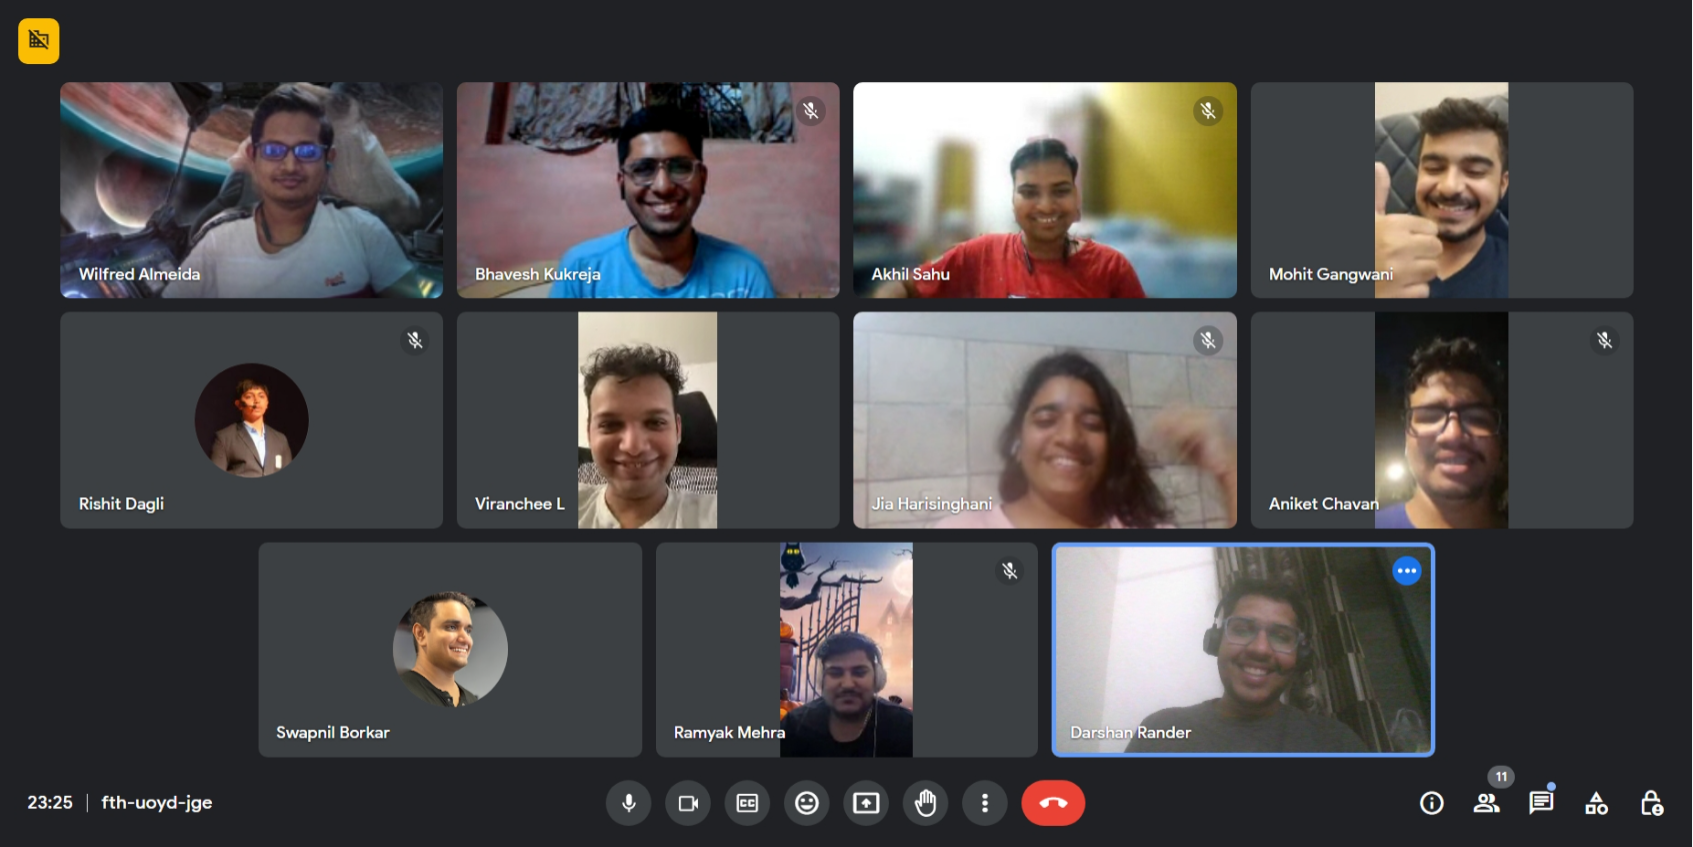 Wilfred Almeida
Bhavesh Kukreja
Akhil Sahu
Mohit Gangwani
Rishit Dagli
Viranchee L
Jia Harisinghani
Aniket Chavan
Swapnil Borkar
Ramyak Mehra
Darshan Rander
11
23:25 | fth-uoyd-jge
CC